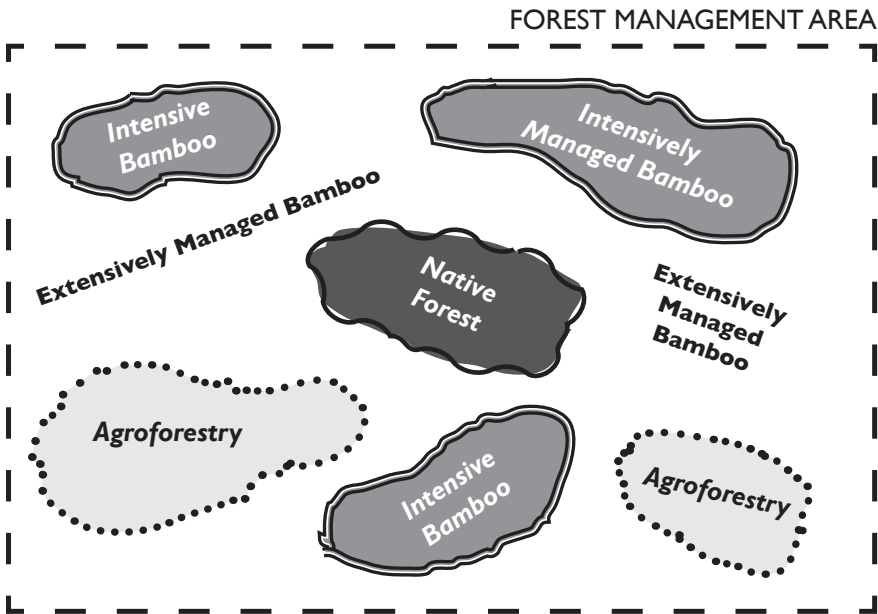 FOREST MANAGEMENT AREA
Intensive
Bamboo
Intensively
Managed Bamboo
Extensively Managed Bamboo
Native
Forest
Extensively
Managed
Bamboo
Agroforestry
Intensive
Bamboo
Agroforestry